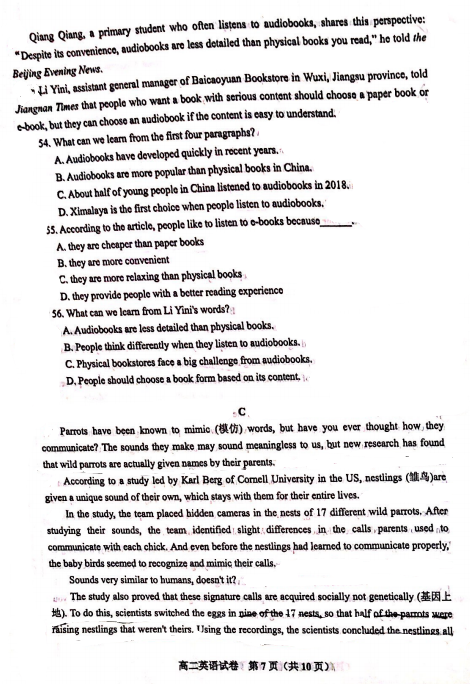 Qiang Qiang, a primary student who often listens to audiobooks, shares this perspective:
"Despite its convenience, audiobooks are less detailed than physical books you read," he told the
Beijing Evening News.
Li Yini, assistant general manager of Baicaoyuan Bookstore in Wuxi, Jiangsu province, told
Jiangnan Times that people who want a book with serious content should choose a paper book or
e-book, but they can choose an audiobook if the content is easy to understand.
54. What can we learn from the first four paragraphs?
A. Audiobooks have developed quickly in recent years.
B. Audiobooks are more popular than physical books in China.
C. About half of young people in China listened to audiobooks in 2018.
D. Ximalaya is the first choice when people listen to audiobooks.
55. According to the article, people like to listen to e-books because______.
A. they are cheaper than paper books
B. they are more convenient
C. they are more relaxing than physical books
D. they provide people with a better reading experience
56. What can we learn from Li Yini's words?
A. Audiobooks are less detailed than physical books.
B. People think differently when they listen to audiobooks.
C. Physical bookstores face a big challenge from audiobooks.
D. People should choose a book form based on its content.
C
Parrots have been known to mimic (模仿) words, but have you ever thought how they
communicate? The sounds they make may sound meaningless to us, but new research has found
that wild parrots are actually given names by their parents.
According to a study led by Karl Berg of Cornell University in the US, nestlings (雏鸟)are
given a unique sound of their own, which stays with them for their entire lives.
In the study, the team placed hidden cameras in the nests of 17 different wild parrots. After
studying their sounds, the team identified slight differences in the calls parents used to
communicate with each chick. And even before the nestlings had learned to communicate properly,
the baby birds seemed to recognize and mimic their calls.
Sounds very similar to humans, doesn't it?
The study also proved that these signature calls are acquired socially not genetically (基因上
地). To do this, scientists switched the eggs in nine of the 17 nests, so that half of the parrots were
raising nestlings that weren't theirs. Using the recordings, the scientists concluded the nestlings all
高二英语试卷 第 7 页（共 10 页）